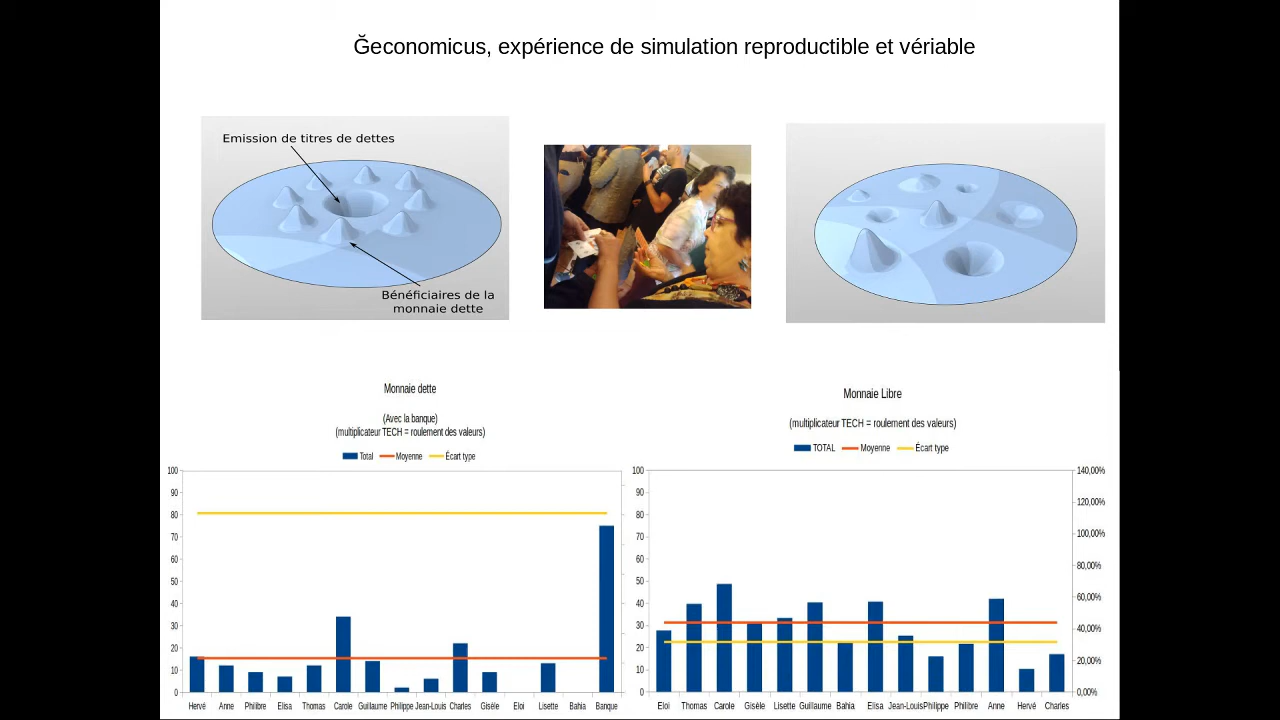 Ğeconomicus, expérience de simulation reproductible et vériable
Emission de titres de dettes
Bénéficiaires de la
monnaie dette
Monnaie dette
(Avec la banque)
(multiplicateur TECH = roulement des valeurs)
Total Moyenne Écart type
100
90
80
70
60
50
40
30
20
10
0
Hervé Anne Philibre Elisa Thomas Carole Guillaume Philippe Jean-Louis Charles Gisèle Eloi Lisette Bahia Banque
Monnaie Libre
(multiplicateur TECH = roulement des valeurs)
TOTAL Moyenne Écart type
100 140,00%
90 120,00%
80 100,00%
70
60 80,00%
50
40 60,00%
30 40,00%
20
10 20,00%
0 0,00%
Eloi Thomas Carole Gisèle Lisette Guillaume Bahia Elisa Jean-Louis Philippe Philibre Anne Hervé Charles